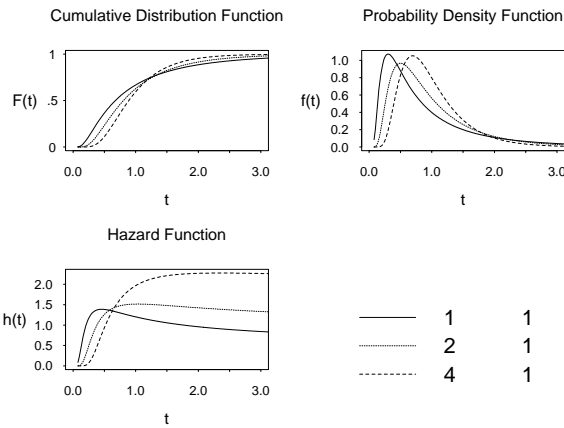 Cumulative Distribution Function
Probability Density Function
1
.5
0
F(t)
0.0 1.0 2.0 3.0
t
1.0
0.8
0.6
0.4
0.2
0.0
f(t)
0.0 1.0 2.0 3.0
t
Hazard Function
2.0
1.5
1.0
0.5
0.0
h(t)
0.0 1.0 2.0 3.0
t
1 1
2 1
4 1